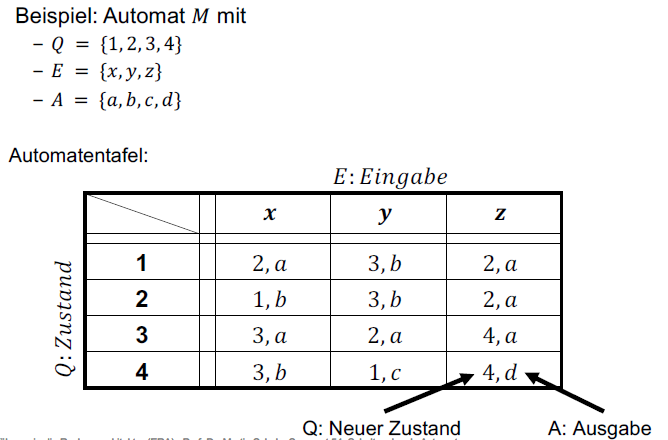 Beispiel: Automat M mit
– Q = {1,2,3,4}
– E = {x,y,z}
– A = {a,b,c,d}
Automatentafel:
E: Eingabe
x y z
Q: Zustand
1 2,a 3,b 2,a
2 1,b 3,b 2,a
3 3,a 2,a 4,a
4 3,b 1,c 4,d
Q: Neuer Zustand A: Ausgabe